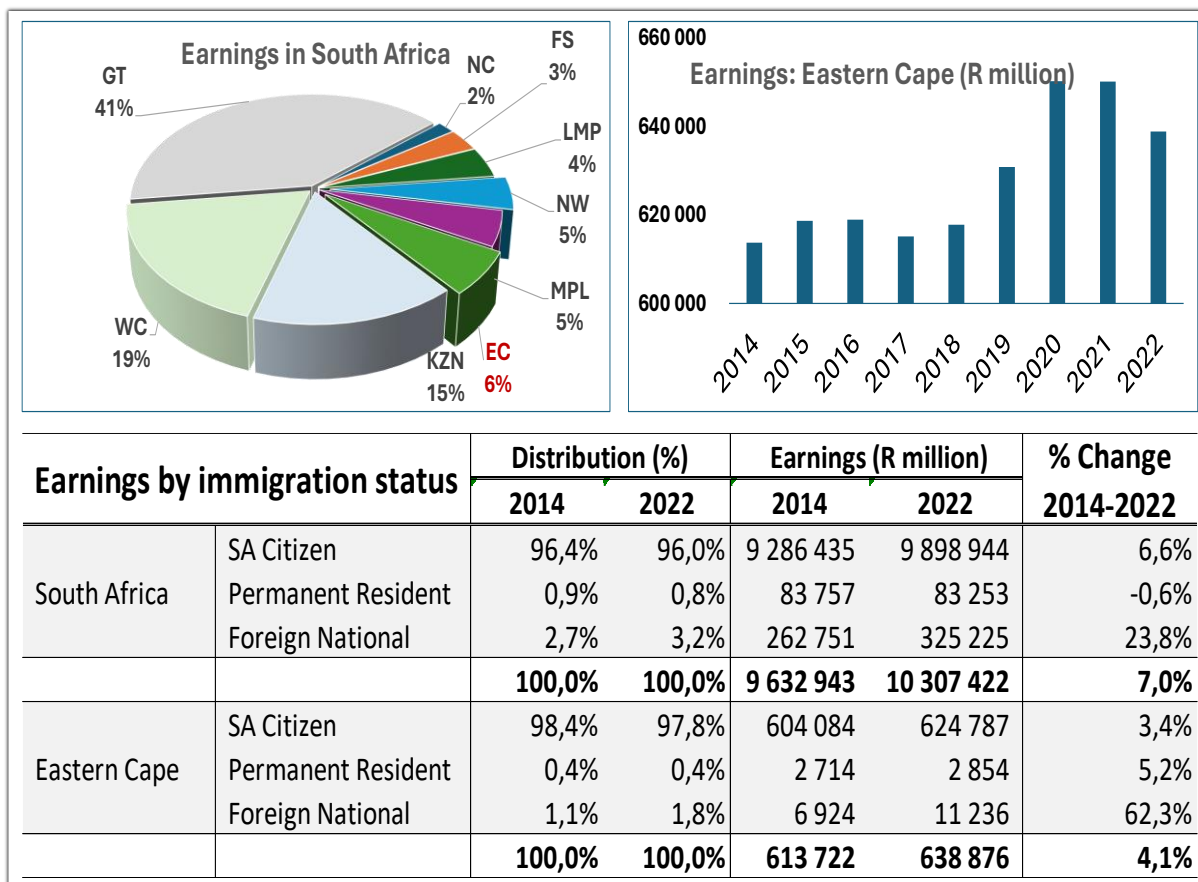 Earnings in South Africa
GT
41%
NC
2%
FS
3%
LMP
4%
NW
5%
MPL
5%
EC
6%
KZN
15%
WC
19%
Earnings: Eastern Cape (R million)
660 000
640 000
620 000
600 000
2014 2015 2016 2017 2018 2019 2020 2021 2022
Earnings by immigration status Distribution (%) Earnings (R million) % Change
2014 2022 2014 2022 2014-2022
SA Citizen 96,4% 96,0% 9 286 435 9 898 944 6,6%
South Africa Permanent Resident 0,9% 0,8% 83 757 83 253 -0,6%
Foreign National 2,7% 3,2% 262 751 325 225 23,8%
100,0% 100,0% 9 632 943 10 307 422 7,0%
SA Citizen 98,4% 97,8% 604 084 624 787 3,4%
Eastern Cape Permanent Resident 0,4% 0,4% 2 714 2 854 5,2%
Foreign National 1,1% 1,8% 6 924 11 236 62,3%
100,0% 100,0% 613 722 638 876 4,1%